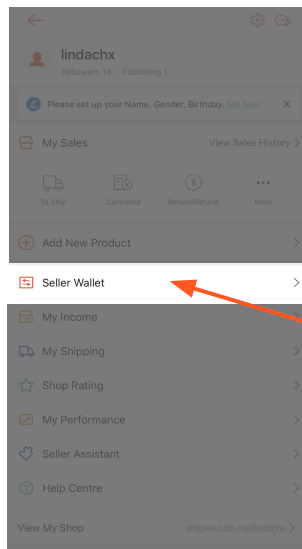 lindachx
Followers 18 | Following 1
Please set up your Name, Gender, Birthday. Set Now
My Sales
View Sales History
To Ship
Cancelled
Return/Refund
More
Add New Product
Seller Wallet
My Income
My Shipping
Shop Rating
My Performance
Seller Assistant
Help Centre
View My Shop
shopee.com.my/lindachx